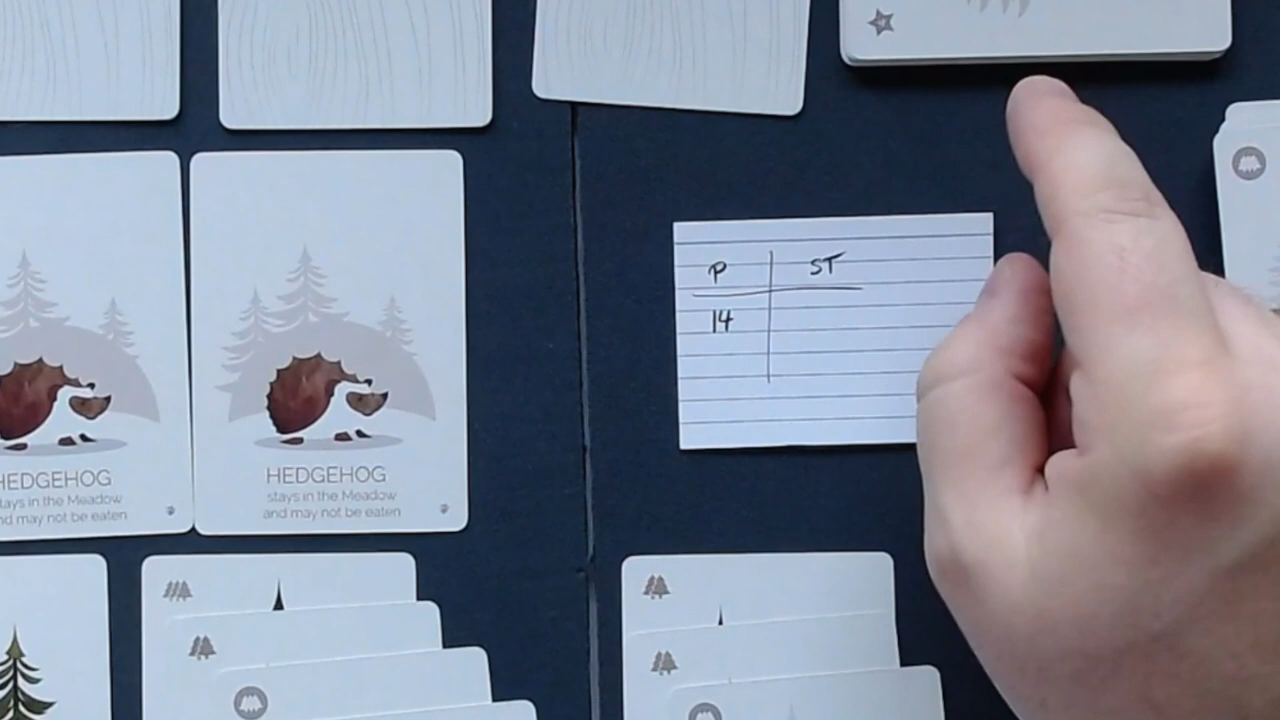 P ST
14
HEDGEHOG
stays in the Meadow
and may not be eaten
HEDGEHOG
stays in the Meadow
and may not be eaten